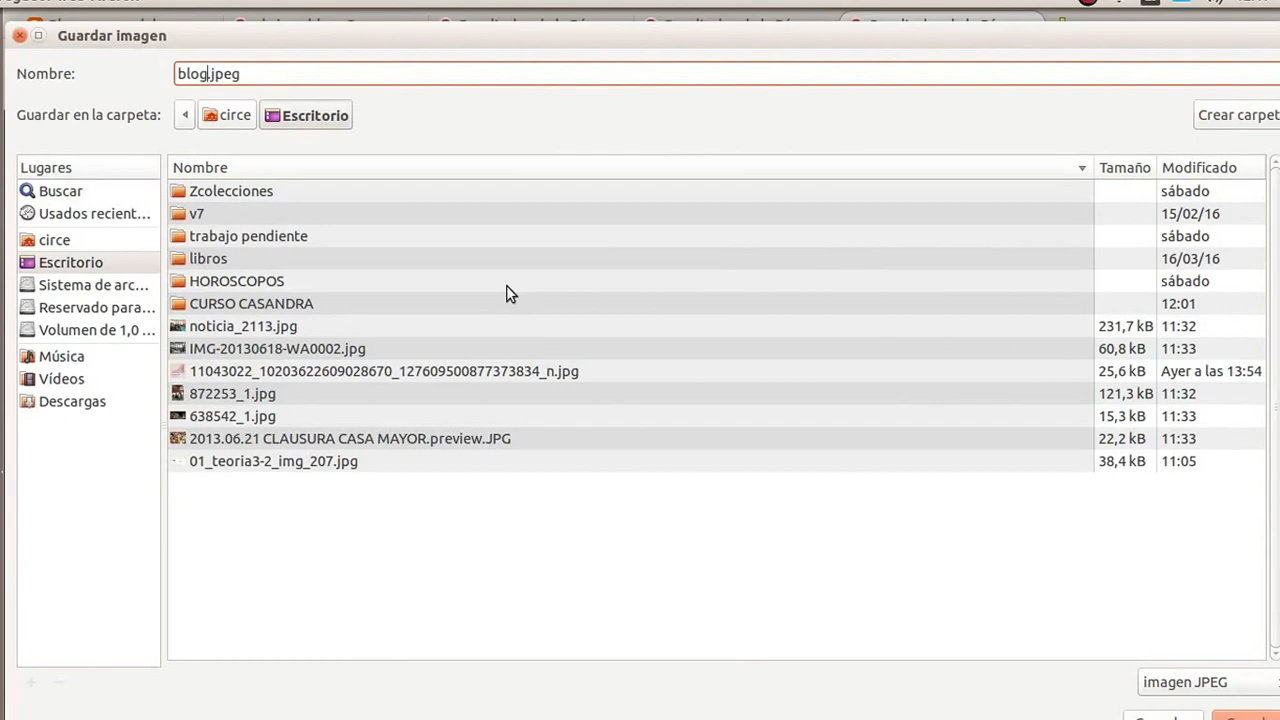 Guardar imagen
Nombre: blog.jpeg
Guardar en la carpeta: circe Escritorio Crear carpet
Lugares Nombre Tamaño Modificado
Buscar Zcolecciones sábado
Usados recient... v7 15/02/16
trabajo pendiente sábado
circe
Escritorio libros 16/03/16
Sistema de arc... HOROSCOPOS sábado
Reservado para... CURSO CASANDRA 12:01
Volumen de 1,0 ... noticia_2113.jpg 231,7 kB 11:32
Música IMG-20130618-WA0002.jpg 60,8 kB 11:33
Vídeos 11043022_10203622609028670_127609500877373834_n.jpg 25,6 kB Ayer a las 13:54
Descargas 872253_1.jpg 121,3 kB 11:32
638542_1.jpg 15,3 kB 11:33
2013.06.21 CLAUSURA CASA MAYOR.preview.JPG 22,2 kB 11:33
01_teoria3-2_img_207.jpg 38,4 kB 11:05
imagen JPEG